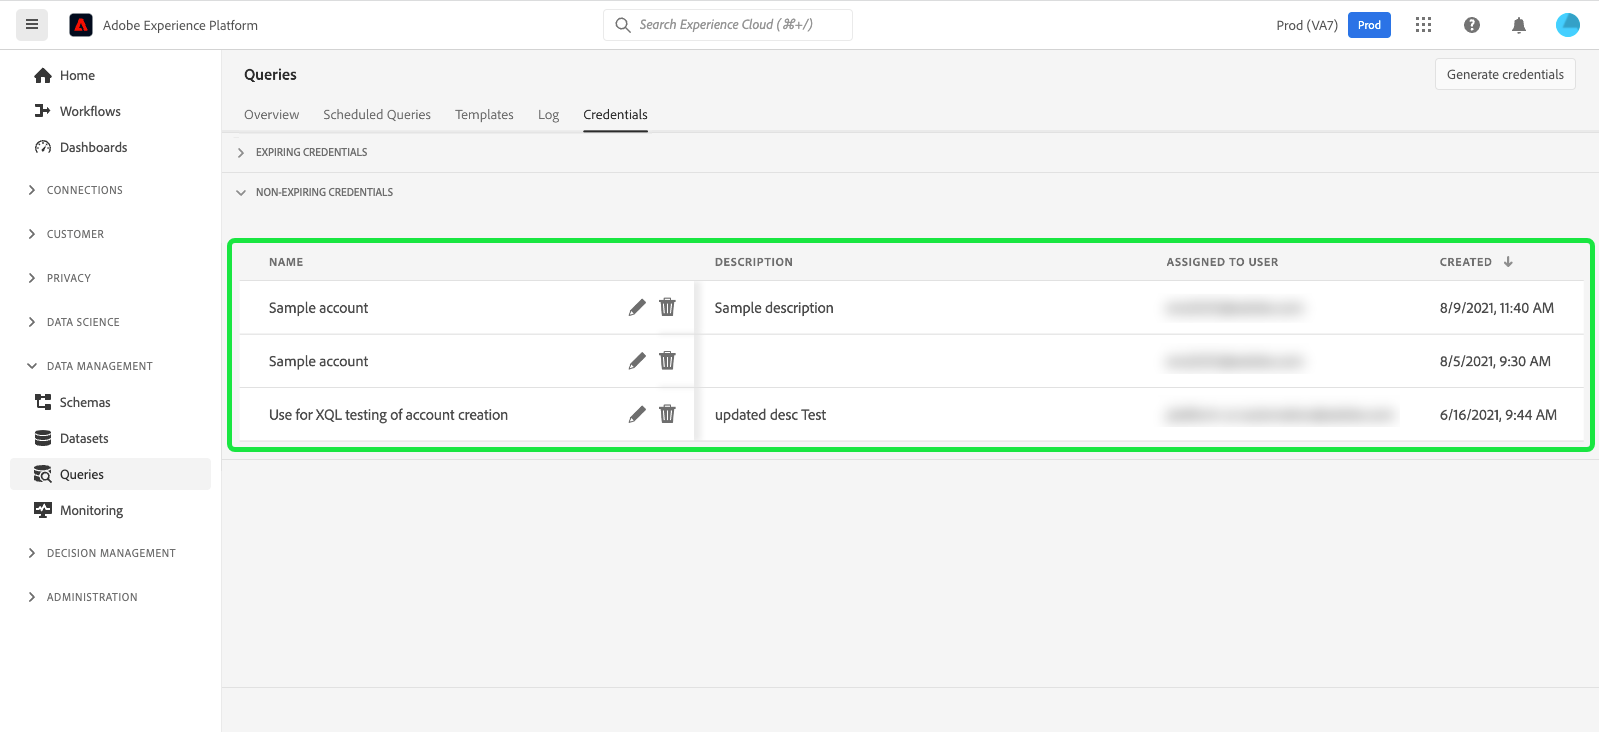 Adobe Experience Platform
Search Experience Cloud (⌘+/)
Prod (VA7)
Prod
Home
Workflows
Dashboards
CONNECTIONS
CUSTOMER
PRIVACY
DATA SCIENCE
DATA MANAGEMENT
Schemas
Datasets
Queries
Monitoring
DECISION MANAGEMENT
ADMINISTRATION
Queries
Generate credentials
Overview Scheduled Queries Templates Log Credentials
EXPIRING CREDENTIALS
NON-EXPIRING CREDENTIALS
NAME DESCRIPTION ASSIGNED TO USER CREATED
Sample account Sample description 8/9/2021, 11:40 AM
Sample account 8/5/2021, 9:30 AM
Use for XQL testing of account creation updated desc Test 6/16/2021, 9:44 AM